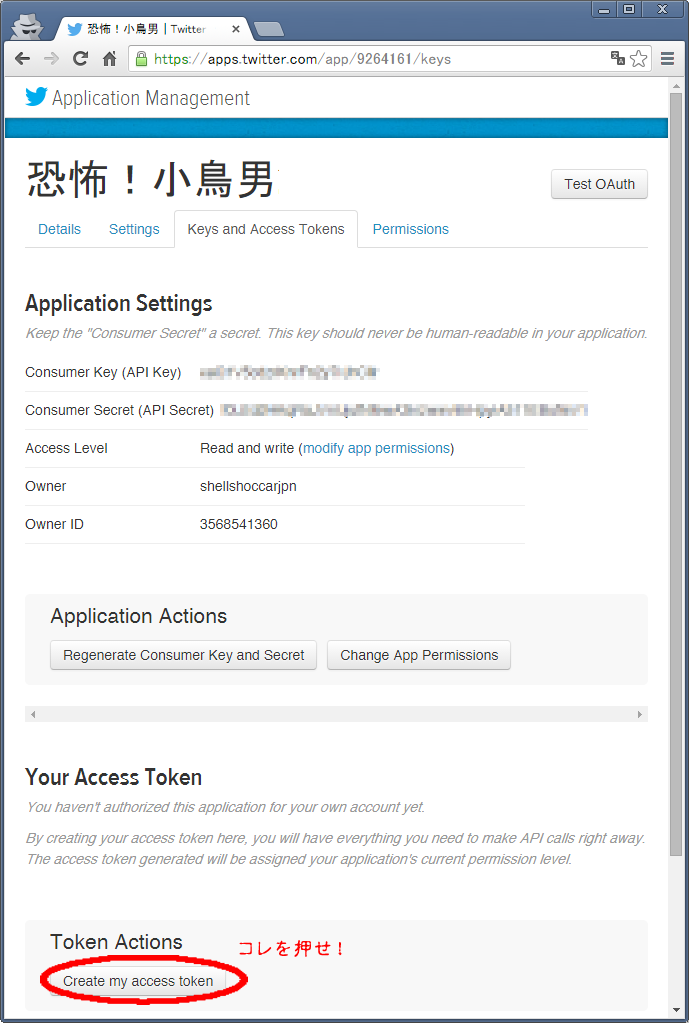 恐怖！小鳥男 | Twitter
https://apps.twitter.com/app/9264161/keys
Application Management
恐怖！小鳥男
Test OAuth
Details Settings Keys and Access Tokens Permissions
Application Settings
Keep the "Consumer Secret" a secret. This key should never be human-readable in your application.
Consumer Key (API Key)
Consumer Secret (API Secret)
Access Level Read and write (modify app permissions)
Owner shellshoccarjpn
Owner ID 3568541360
Application Actions
Regenerate Consumer Key and Secret Change App Permissions
Your Access Token
You haven't authorized this application for your own account yet.
By creating your access token here, you will have everything you need to make API calls right away.
The access token generated will be assigned your application's current permission level.
Token Actions
コレを押せ！
Create my access token